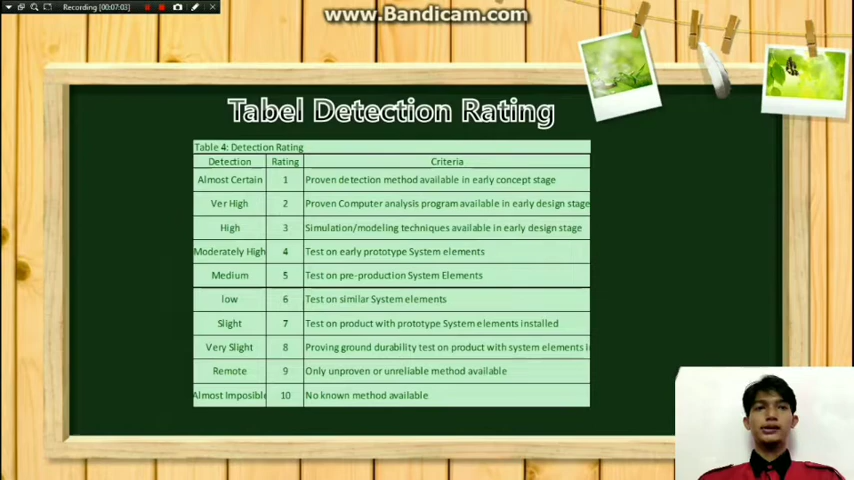 Recording [00:07:03]
www.Bandicam.com
Tabel Detection Rating
Table 4: Detection Rating
Detection Rating Criteria
Almost Certain 1 Proven detection method available in early concept stage
Ver High 2 Proven Computer analysis program available in early design stage
High 3 Simulation/modeling techniques available in early design stage
Moderately High 4 Test on early prototype System elements
Medium 5 Test on pre-production System Elements
low 6 Test on similar System elements
Slight 7 Test on product with prototype System elements installed
Very Slight 8 Proving ground durability test on product with system elements i
Remote 9 Only unproven or unreliable method available
Almost Imposible 10 No known method available